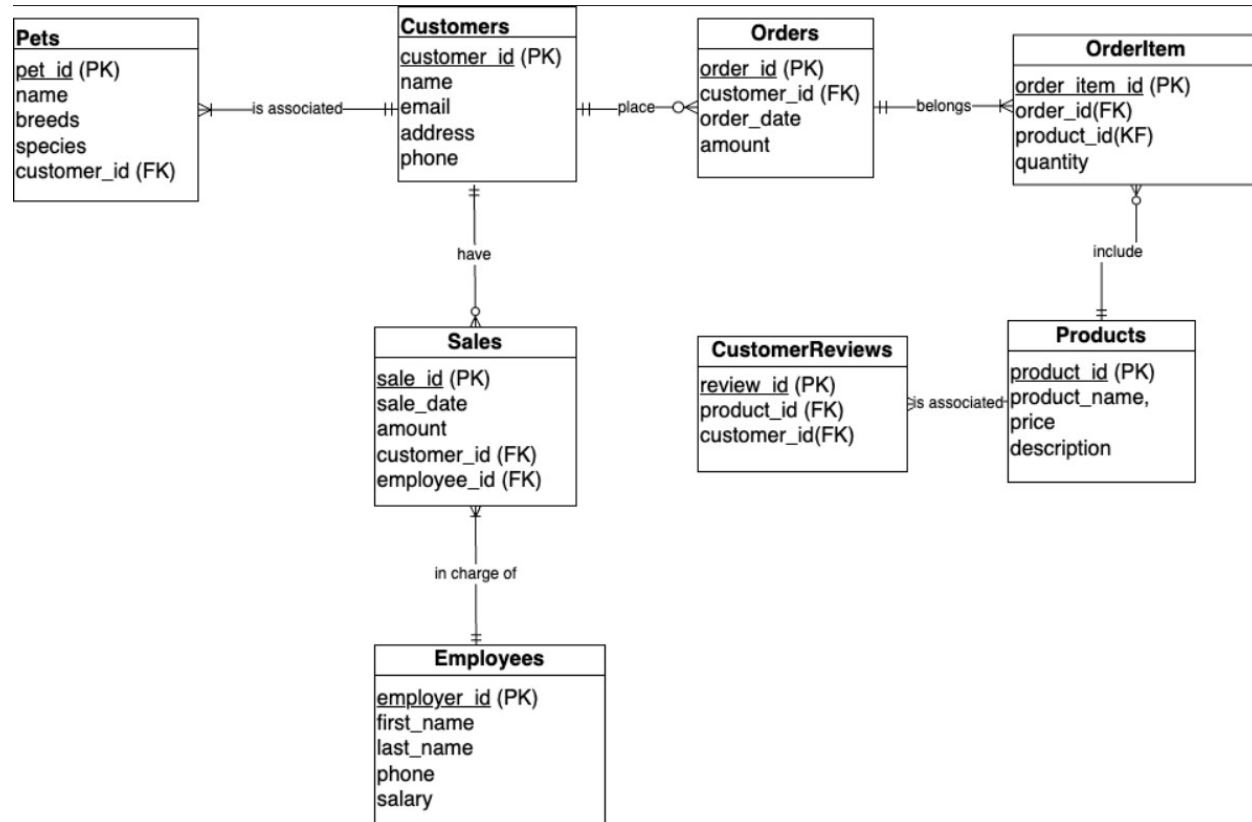 Pets
pet_id (PK)
name
breeds
species
customer_id (FK)
is associated
Customers
customer_id (PK)
name
email
address
phone
place
Orders
order_id (PK)
customer_id (FK)
order_date
amount
belongs
OrderItem
order_item_id (PK)
order_id(FK)
product_id(KF)
quantity
have
include
Sales
sale_id (PK)
sale_date
amount
customer_id (FK)
employee_id (FK)
CustomerReviews
review_id (PK)
product_id (FK)
customer_id(FK)
is associated
Products
product_id (PK)
product_name,
price
description
in charge of
Employees
employer_id (PK)
first_name
last_name
phone
salary